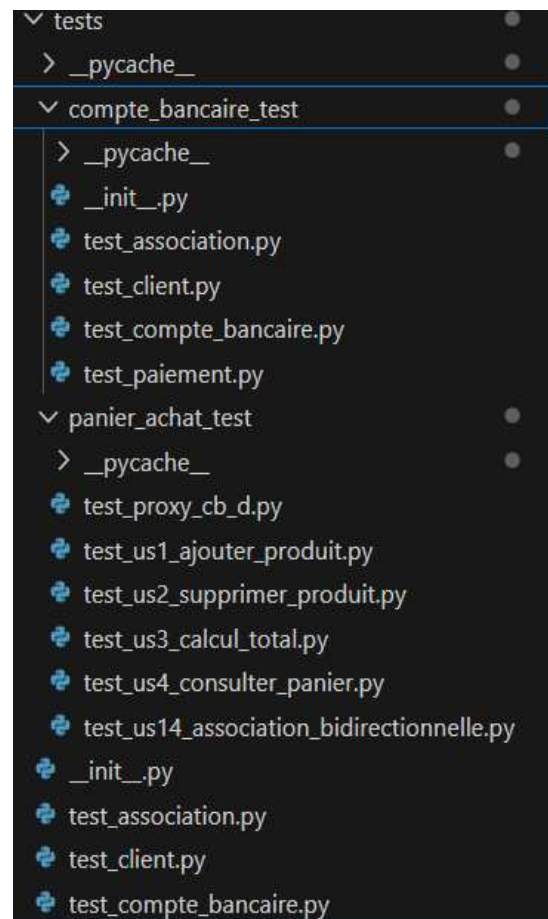 tests
__pycache__
compte_bancaire_test
__pycache__
__init__.py
test_association.py
test_client.py
test_compte_bancaire.py
test_paiement.py
panier_achat_test
__pycache__
test_proxy_cb_d.py
test_us1_ajouter_produit.py
test_us2_supprimer_produit.py
test_us3_calcul_total.py
test_us4_consulter_panier.py
test_us14_association_bidirectionnelle.py
__init__.py
test_association.py
test_client.py
test_compte_bancaire.py